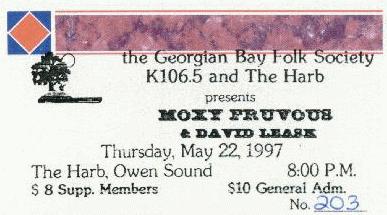 the Georgian Bay Folk Society
K106.5 and The Harb
presents
MOXY FRUVOUS
& DAVID LEASK
Thursday, May 22, 1997
The Harb, Owen Sound 8:00 P.M.
$ 8 Supp. Members $10 General Adm.
No. 203